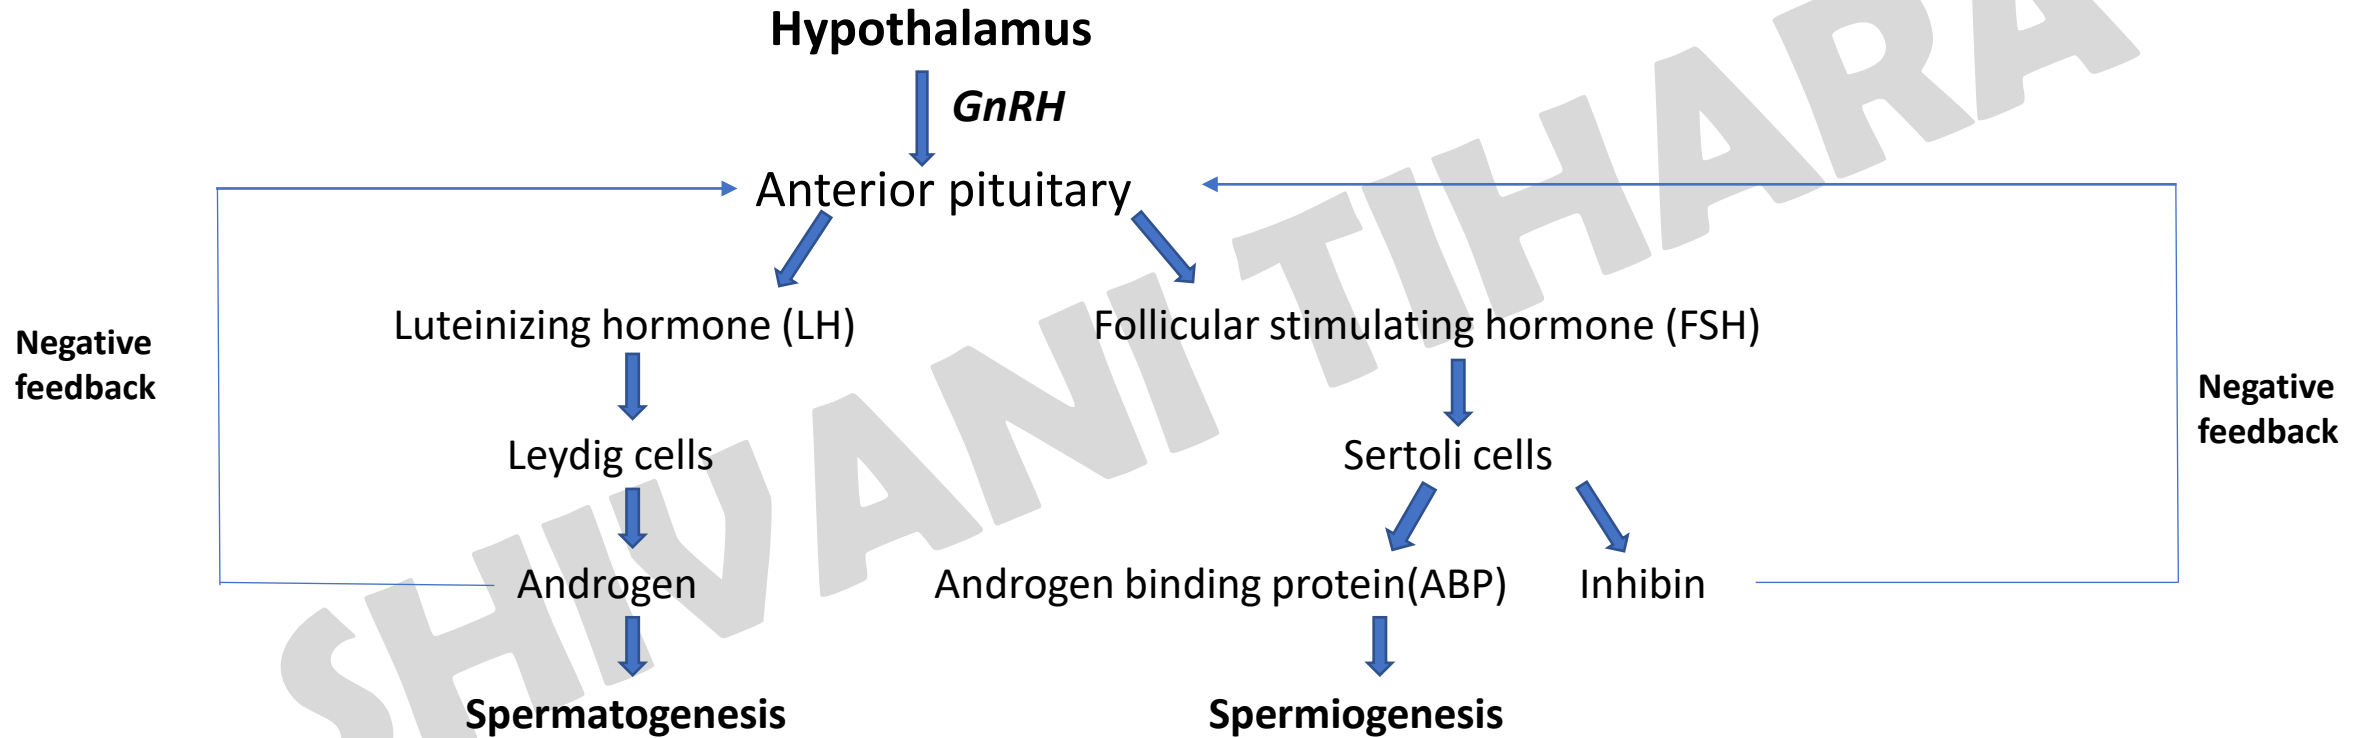 Hypothalamus
GnRH
Anterior pituitary
Luteinizing hormone (LH)
Follicular stimulating hormone (FSH)
Negative
feedback
Negative
feedback
Leydig cells
Sertoli cells
Androgen
Androgen binding protein(ABP)
Inhibin
Spermatogenesis
Spermiogenesis
SHIVANI TIHARA